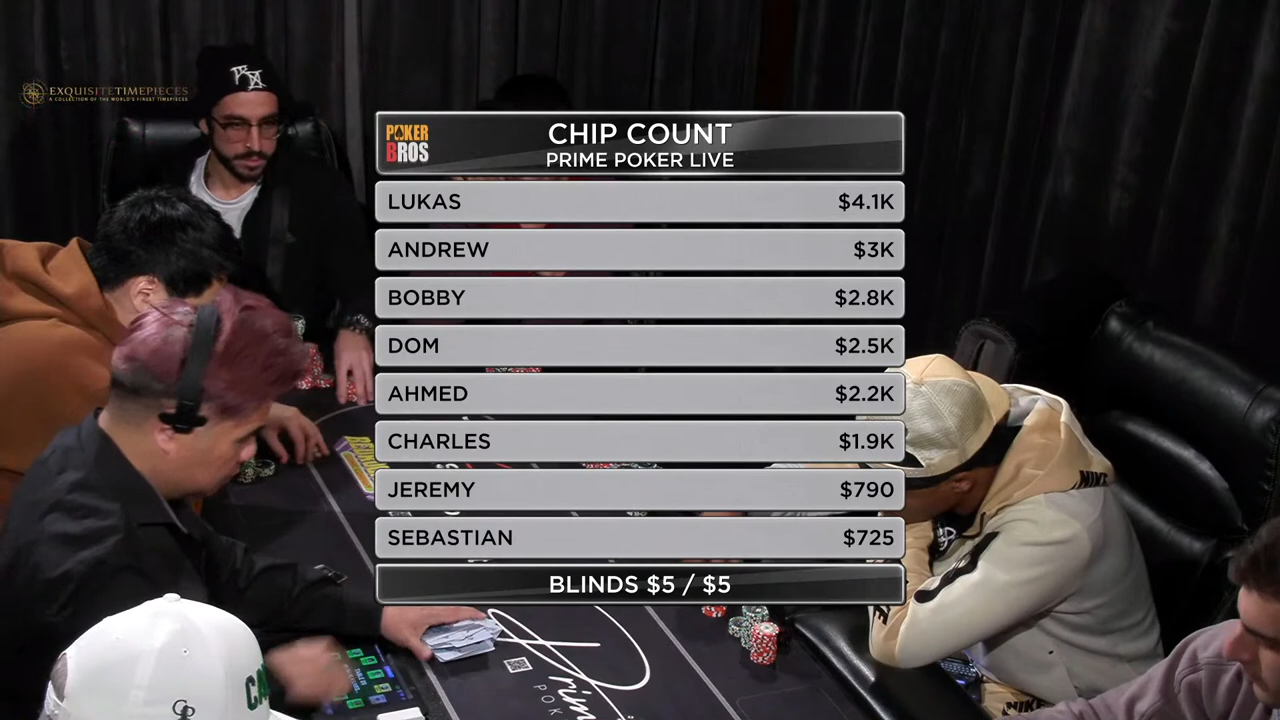 EXQUISITETIMEPIECES
A COLLECTION OF THE WORLD'S FINEST TIMEPIECES
POKER
BROS
CHIP COUNT
PRIME POKER LIVE
LUKAS $4.1K
ANDREW $3K
BOBBY $2.8K
DOM $2.5K
AHMED $2.2K
CHARLES $1.9K
JEREMY $790
SEBASTIAN $725
BLINDS $5 / $5
NIKE